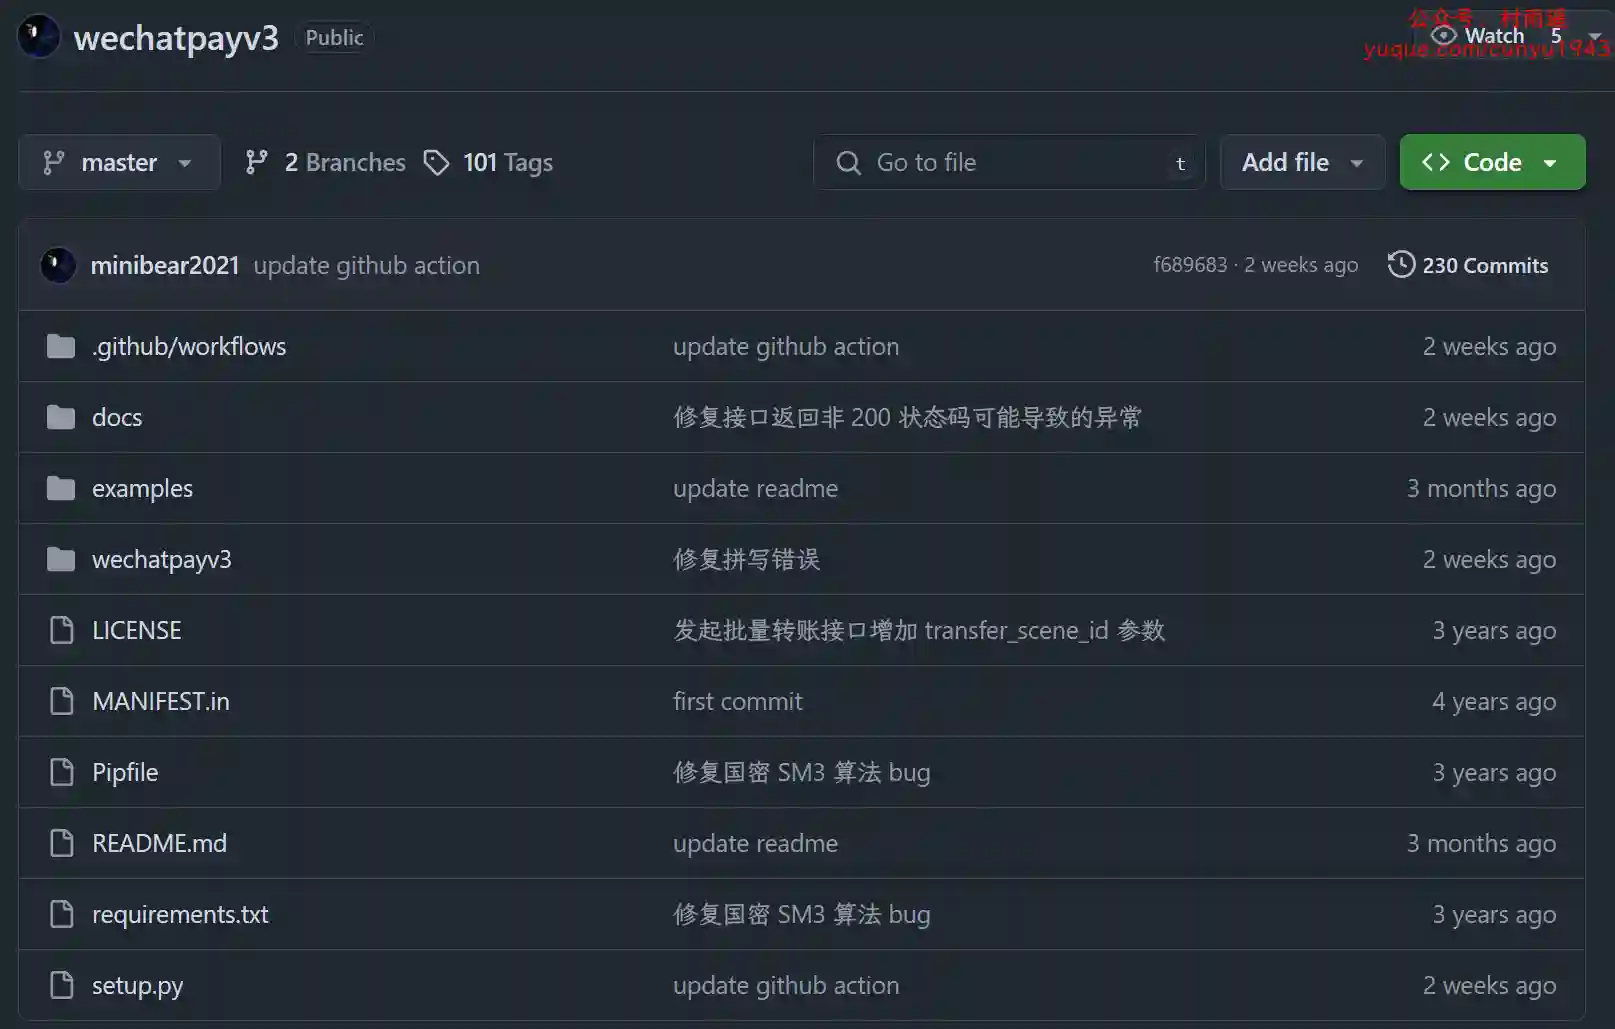 wechatpayv3 Public
公众号：村雨遥
Watch 5
yuque.com/cunyu1943
master 2 Branches 101 Tags Go to file t Add file Code
minibear2021 update github action f689683 · 2 weeks ago 230 Commits
.github/workflows update github action 2 weeks ago
docs 修复接口返回非 200 状态码可能导致的异常 2 weeks ago
examples update readme 3 months ago
wechatpayv3 修复拼写错误 2 weeks ago
LICENSE 发起批量转账接口增加 transfer_scene_id 参数 3 years ago
MANIFEST.in first commit 4 years ago
Pipfile 修复国密 SM3 算法 bug 3 years ago
README.md update readme 3 months ago
requirements.txt 修复国密 SM3 算法 bug 3 years ago
setup.py update github action 2 weeks ago